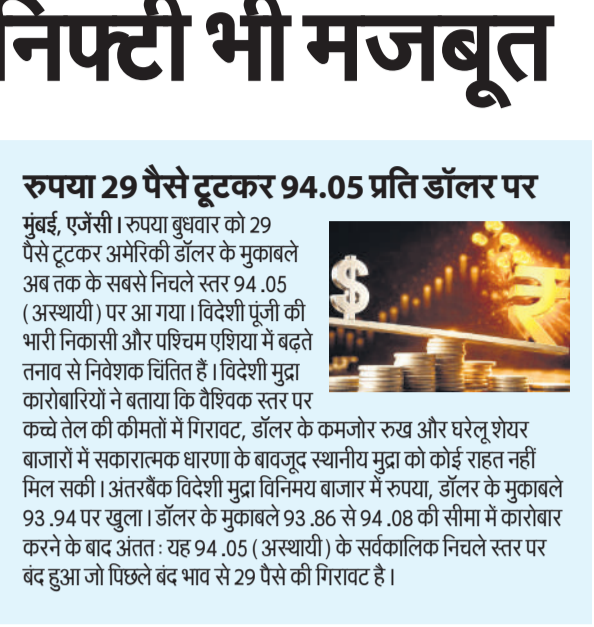 निफ्टी भी मजबूत
रुपया 29 पैसे टूटकर 94.05 प्रति डॉलर पर
मुंबई, एजेंसी। रुपया बुधवार को 29
पैसे टूटकर अमेरिकी डॉलर के मुकाबले
अब तक के सबसे निचले स्तर 94.05
(अस्थायी) पर आ गया। विदेशी पूंजी की
भारी निकासी और पश्चिम एशिया में बढ़ते
तनाव से निवेशक चिंतित हैं। विदेशी मुद्रा
कारोबारियों ने बताया कि वैश्विक स्तर पर
कच्चे तेल की कीमतों में गिरावट, डॉलर के कमजोर रुख और घरेलू शेयर
बाजारों में सकारात्मक धारणा के बावजूद स्थानीय मुद्रा को कोई राहत नहीं
मिल सकी। अंतरबैंक विदेशी मुद्रा विनिमय बाजार में रुपया, डॉलर के मुकाबले
93.94 पर खुला। डॉलर के मुकाबले 93.86 से 94.08 की सीमा में कारोबार
करने के बाद अंतत: यह 94.05 (अस्थायी) के सर्वकालिक निचले स्तर पर
बंद हुआ जो पिछले बंद भाव से 29 पैसे की गिरावट है।